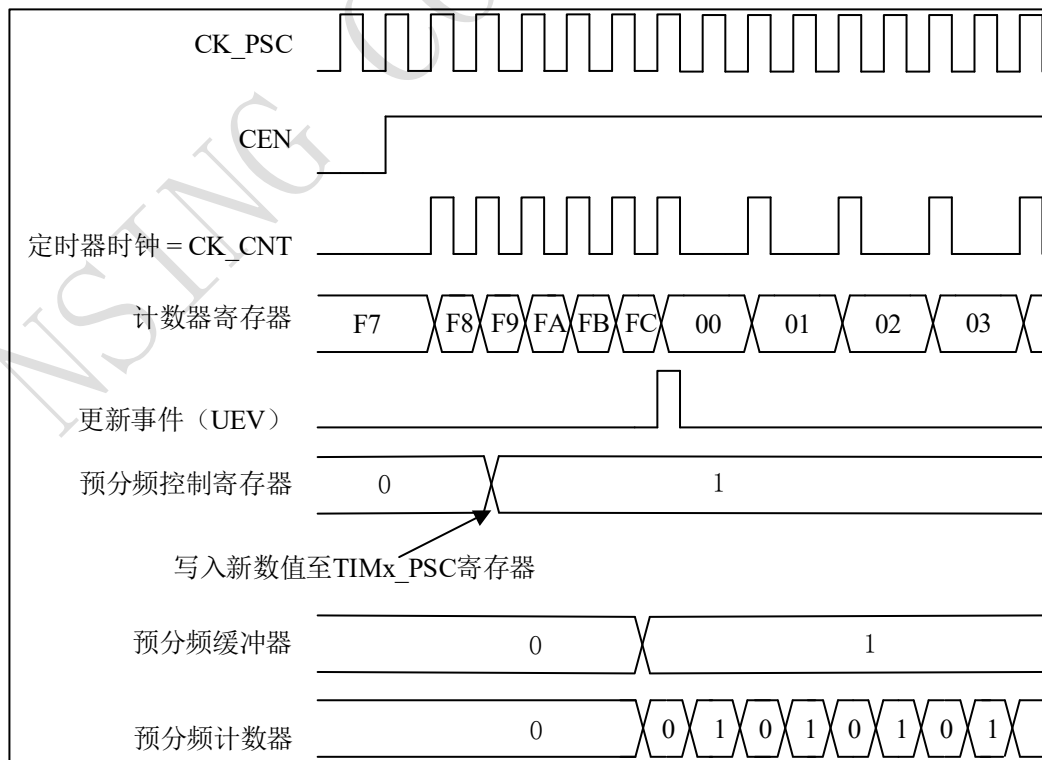 CK_PSC
CEN
定时器时钟 = CK_CNT
计数器寄存器 F7 F8 F9 FA FB FC 00 01 02 03
更新事件（UEV）
预分频控制寄存器 0 1
写入新数值至TIMx_PSC寄存器
预分频缓冲器 0 1
预分频计数器 0 0 1 0 1 0 1 0 1
NSING